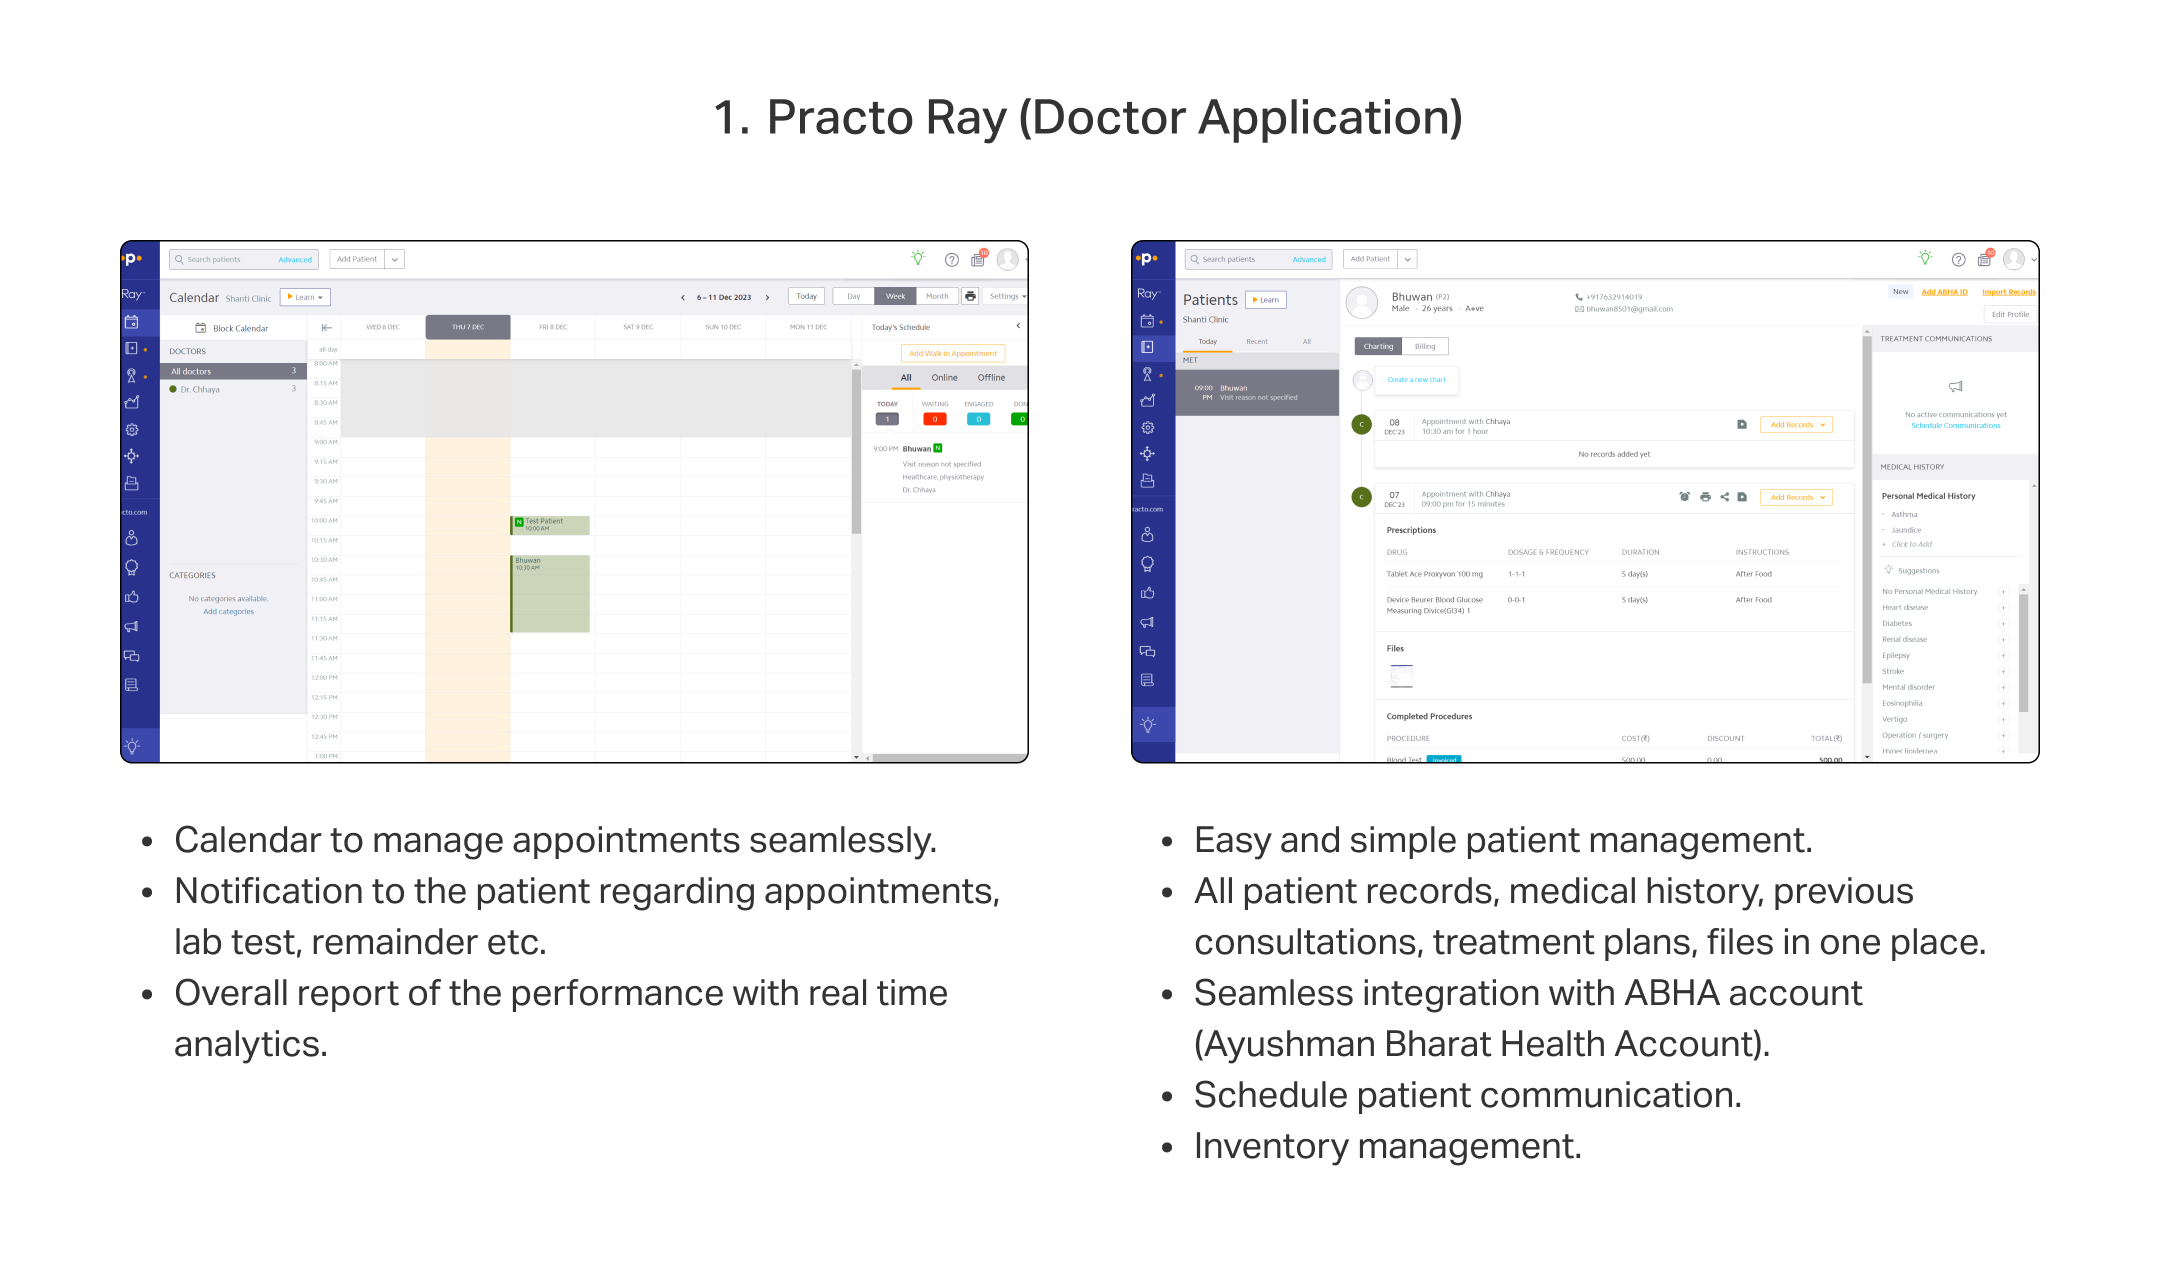 1. Practo Ray (Doctor Application)
Search patients Advanced Add Patient 10
Ray
Calendar Shanti Clinic Learn 6 – 11 Dec 2023 Today Day Week Month Settings
Block Calendar WED 6 DEC THU 7 DEC FRI 8 DEC SAT 9 DEC SUN 10 DEC MON 11 DEC Today's Schedule
DOCTORS all-day Add Walk-in Appointment
All doctors 3
Dr. Chhaya 3
8:00 AM
8:15 AM
8:30 AM
8:45 AM
9:00 AM
9:15 AM
9:30 AM
9:45 AM
10:00 AM
10:15 AM
10:30 AM
10:45 AM
11:00 AM
11:15 AM
11:30 AM
11:45 AM
12:00 PM
12:15 PM
12:30 PM
12:45 PM
1:00 PM
N Test Patient
10:00 AM
Bhuwan
10:30 AM
All Online Offline
TODAY WAITING ENGAGED DON
1 0 0 0
9:00 PM Bhuwan N
Visit reason not specified
Healthcare, physiotherapy
Dr. Chhaya
cto.com
CATEGORIES
No categories available.
Add categories
Calendar to manage appointments seamlessly.
Notification to the patient regarding appointments,
lab test, remainder etc.
Overall report of the performance with real time
analytics.
Search patients Advanced Add Patient 10
Ray
Patients Learn
Shanti Clinic
Today Recent All
MET
09:00 PM Bhuwan
Visit reason not specified
racto.com
Bhuwan (P2)
Male · 26 years · A+ve
+917632914019
bhuwan8501@gmail.com
New Add ABHA ID Import Records
Edit Profile
Charting Billing
Create a new chart
C 08 DEC'23 Appointment with Chhaya
10:30 am for 1 hour
Add Records
No records added yet
C 07 DEC'23 Appointment with Chhaya
09:00 pm for 15 minutes
Add Records
Prescriptions
DRUG DOSAGE & FREQUENCY DURATION INSTRUCTIONS
Tablet Ace Proxyvon 100 mg 1-1-1 5 day(s) After Food
Device Beurer Blood Glucose 0-0-1 5 day(s) After Food
Measuring Divice(Gl34) 1
Files
Completed Procedures
PROCEDURE COST(₹) DISCOUNT TOTAL(₹)
Blood Test Invoiced 500.00 0.00 500.00
TREATMENT COMMUNICATIONS
No active communications yet
Schedule Communications
MEDICAL HISTORY
Personal Medical History
- Asthma
- Jaundice
+ Click to Add
Suggestions
No Personal Medical History +
Heart disease +
Diabetes +
Renal disease +
Epilepsy +
Stroke +
Mental disorder +
Eosinophilia +
Vertigo +
Operation / surgery +
Hyper lipidemea
Easy and simple patient management.
All patient records, medical history, previous
consultations, treatment plans, files in one place.
Seamless integration with ABHA account
(Ayushman Bharat Health Account).
Schedule patient communication.
Inventory management.